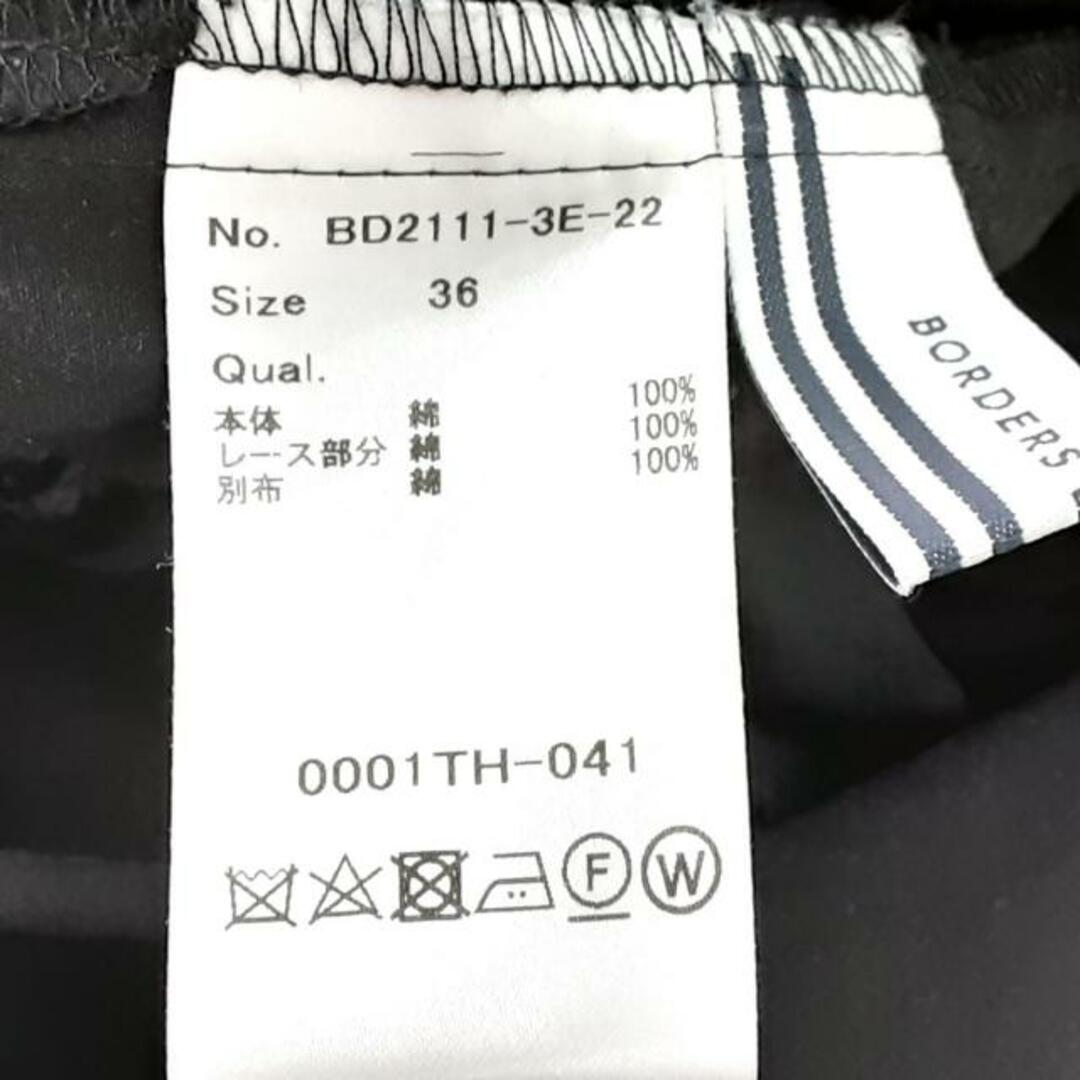 No. BD2111-3E-22
Size 36
Qual.
本体 綿 100%
レース部分 綿 100%
別布 綿 100%
0001TH-041
F W
BORDERS